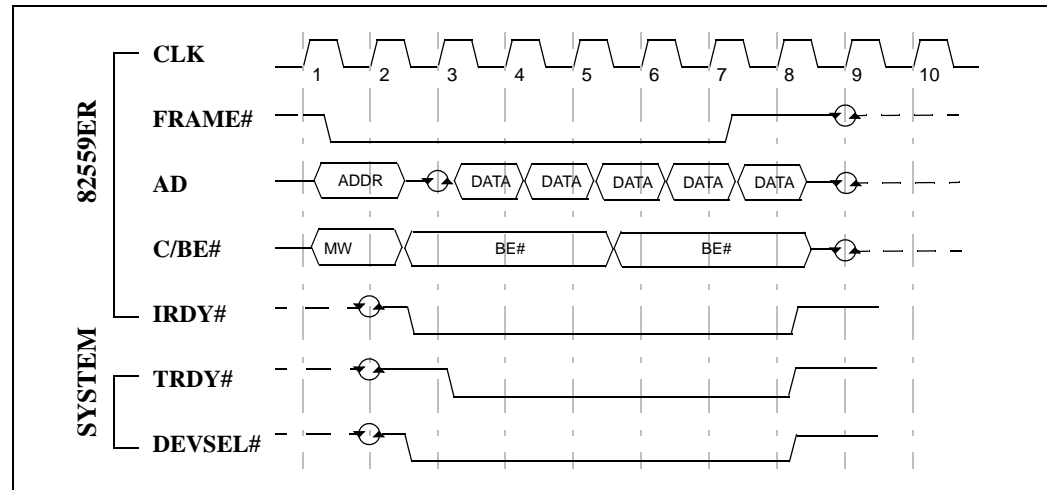 82559ER
SYSTEM
CLK
1 2 3 4 5 6 7 8 9 10
FRAME#
AD
ADDR DATA DATA DATA DATA DATA
C/BE#
MW BE# BE#
IRDY#
TRDY#
DEVSEL#